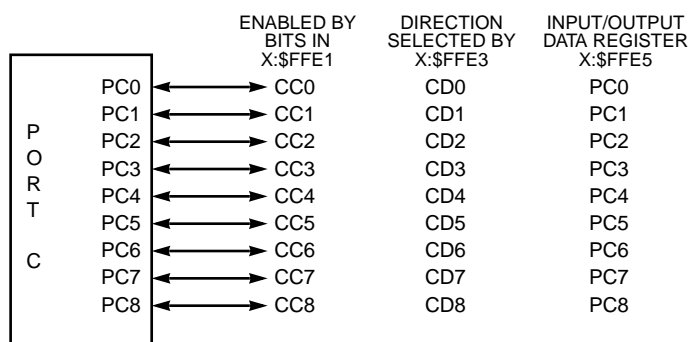 ENABLED BY BITS IN X:$FFE1
DIRECTION SELECTED BY X:$FFE3
INPUT/OUTPUT DATA REGISTER X:$FFE5
PORT C
PC0 CC0 CD0 PC0
PC1 CC1 CD1 PC1
PC2 CC2 CD2 PC2
PC3 CC3 CD3 PC3
PC4 CC4 CD4 PC4
PC5 CC5 CD5 PC5
PC6 CC6 CD6 PC6
PC7 CC7 CD7 PC7
PC8 CC8 CD8 PC8